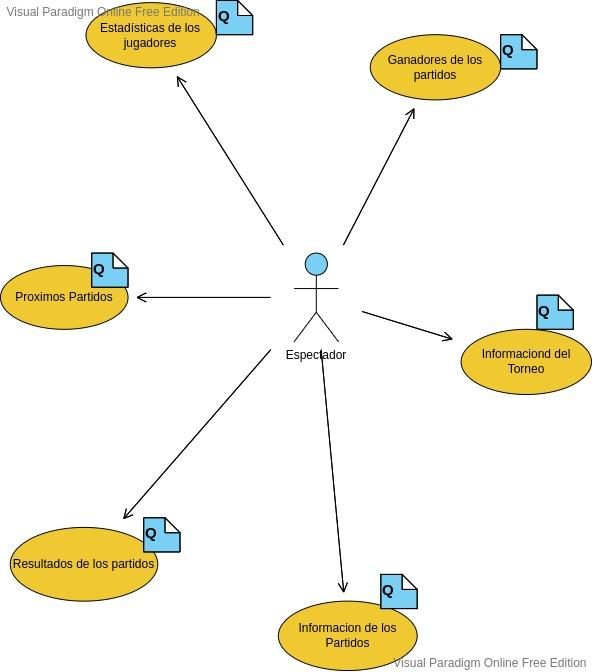 Visual Paradigm Online Free Edition
Q
Estadísticas de los
jugadores
Q
Ganadores de los
partidos
Q
Proximos Partidos
Q
Informaciond del
Torneo
Espectador
Q
Resultados de los partidos
Q
Informacion de los
Partidos
Visual Paradigm Online Free Edition